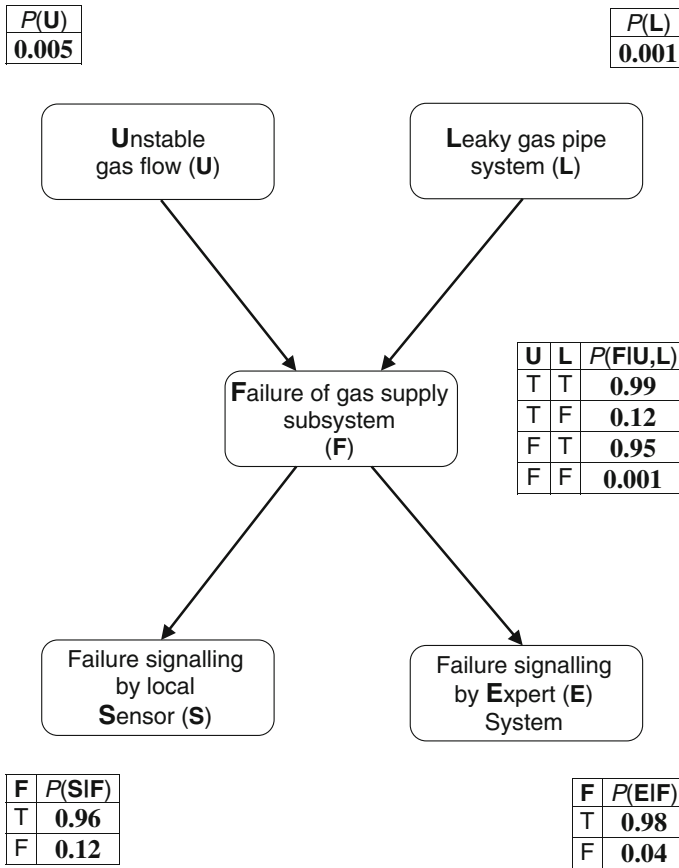 P(U)
0.005
P(L)
0.001
Unstable
gas flow (U)
Leaky gas pipe
system (L)
U L P(F|U,L)
T T 0.99
T F 0.12
F T 0.95
F F 0.001
Failure of gas supply
subsystem
(F)
Failure signalling
by local
Sensor (S)
Failure signalling
by Expert (E)
System
F P(S|F)
T 0.96
F 0.12
F P(E|F)
T 0.98
F 0.04